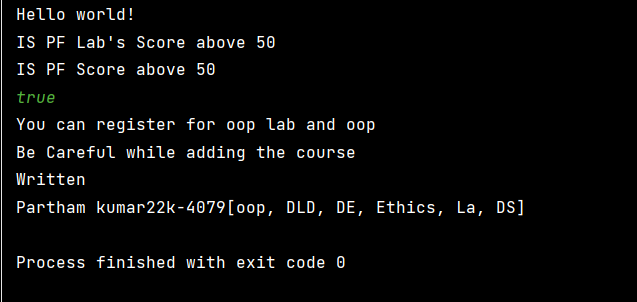 Hello world!
IS PF Lab's Score above 50
IS PF Score above 50
true
You can register for oop lab and oop
Be Careful while adding the course
Written
Partham kumar22k-4079[oop, DLD, DE, Ethics, La, DS]
Process finished with exit code 0